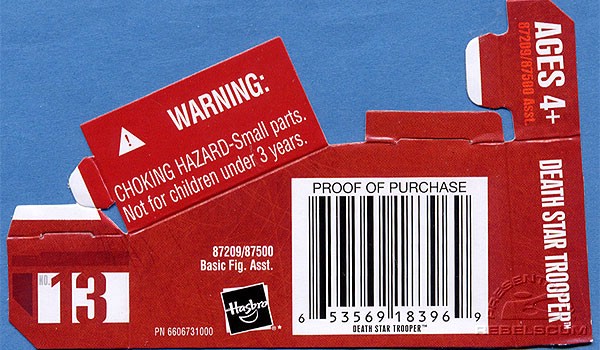 WARNING:
CHOKING HAZARD-Small parts.
Not for children under 3 years.
AGES 4+
87209/87500 Asst.
DEATH STAR TROOPER™
PROOF OF PURCHASE
6 53569 18396 9
DEATH STAR TROOPER™
87209/87500
Basic Fig. Asst.
Hasbro
®*
PN 6606731000
NO.
13
PRESENTED
REBELSCUM